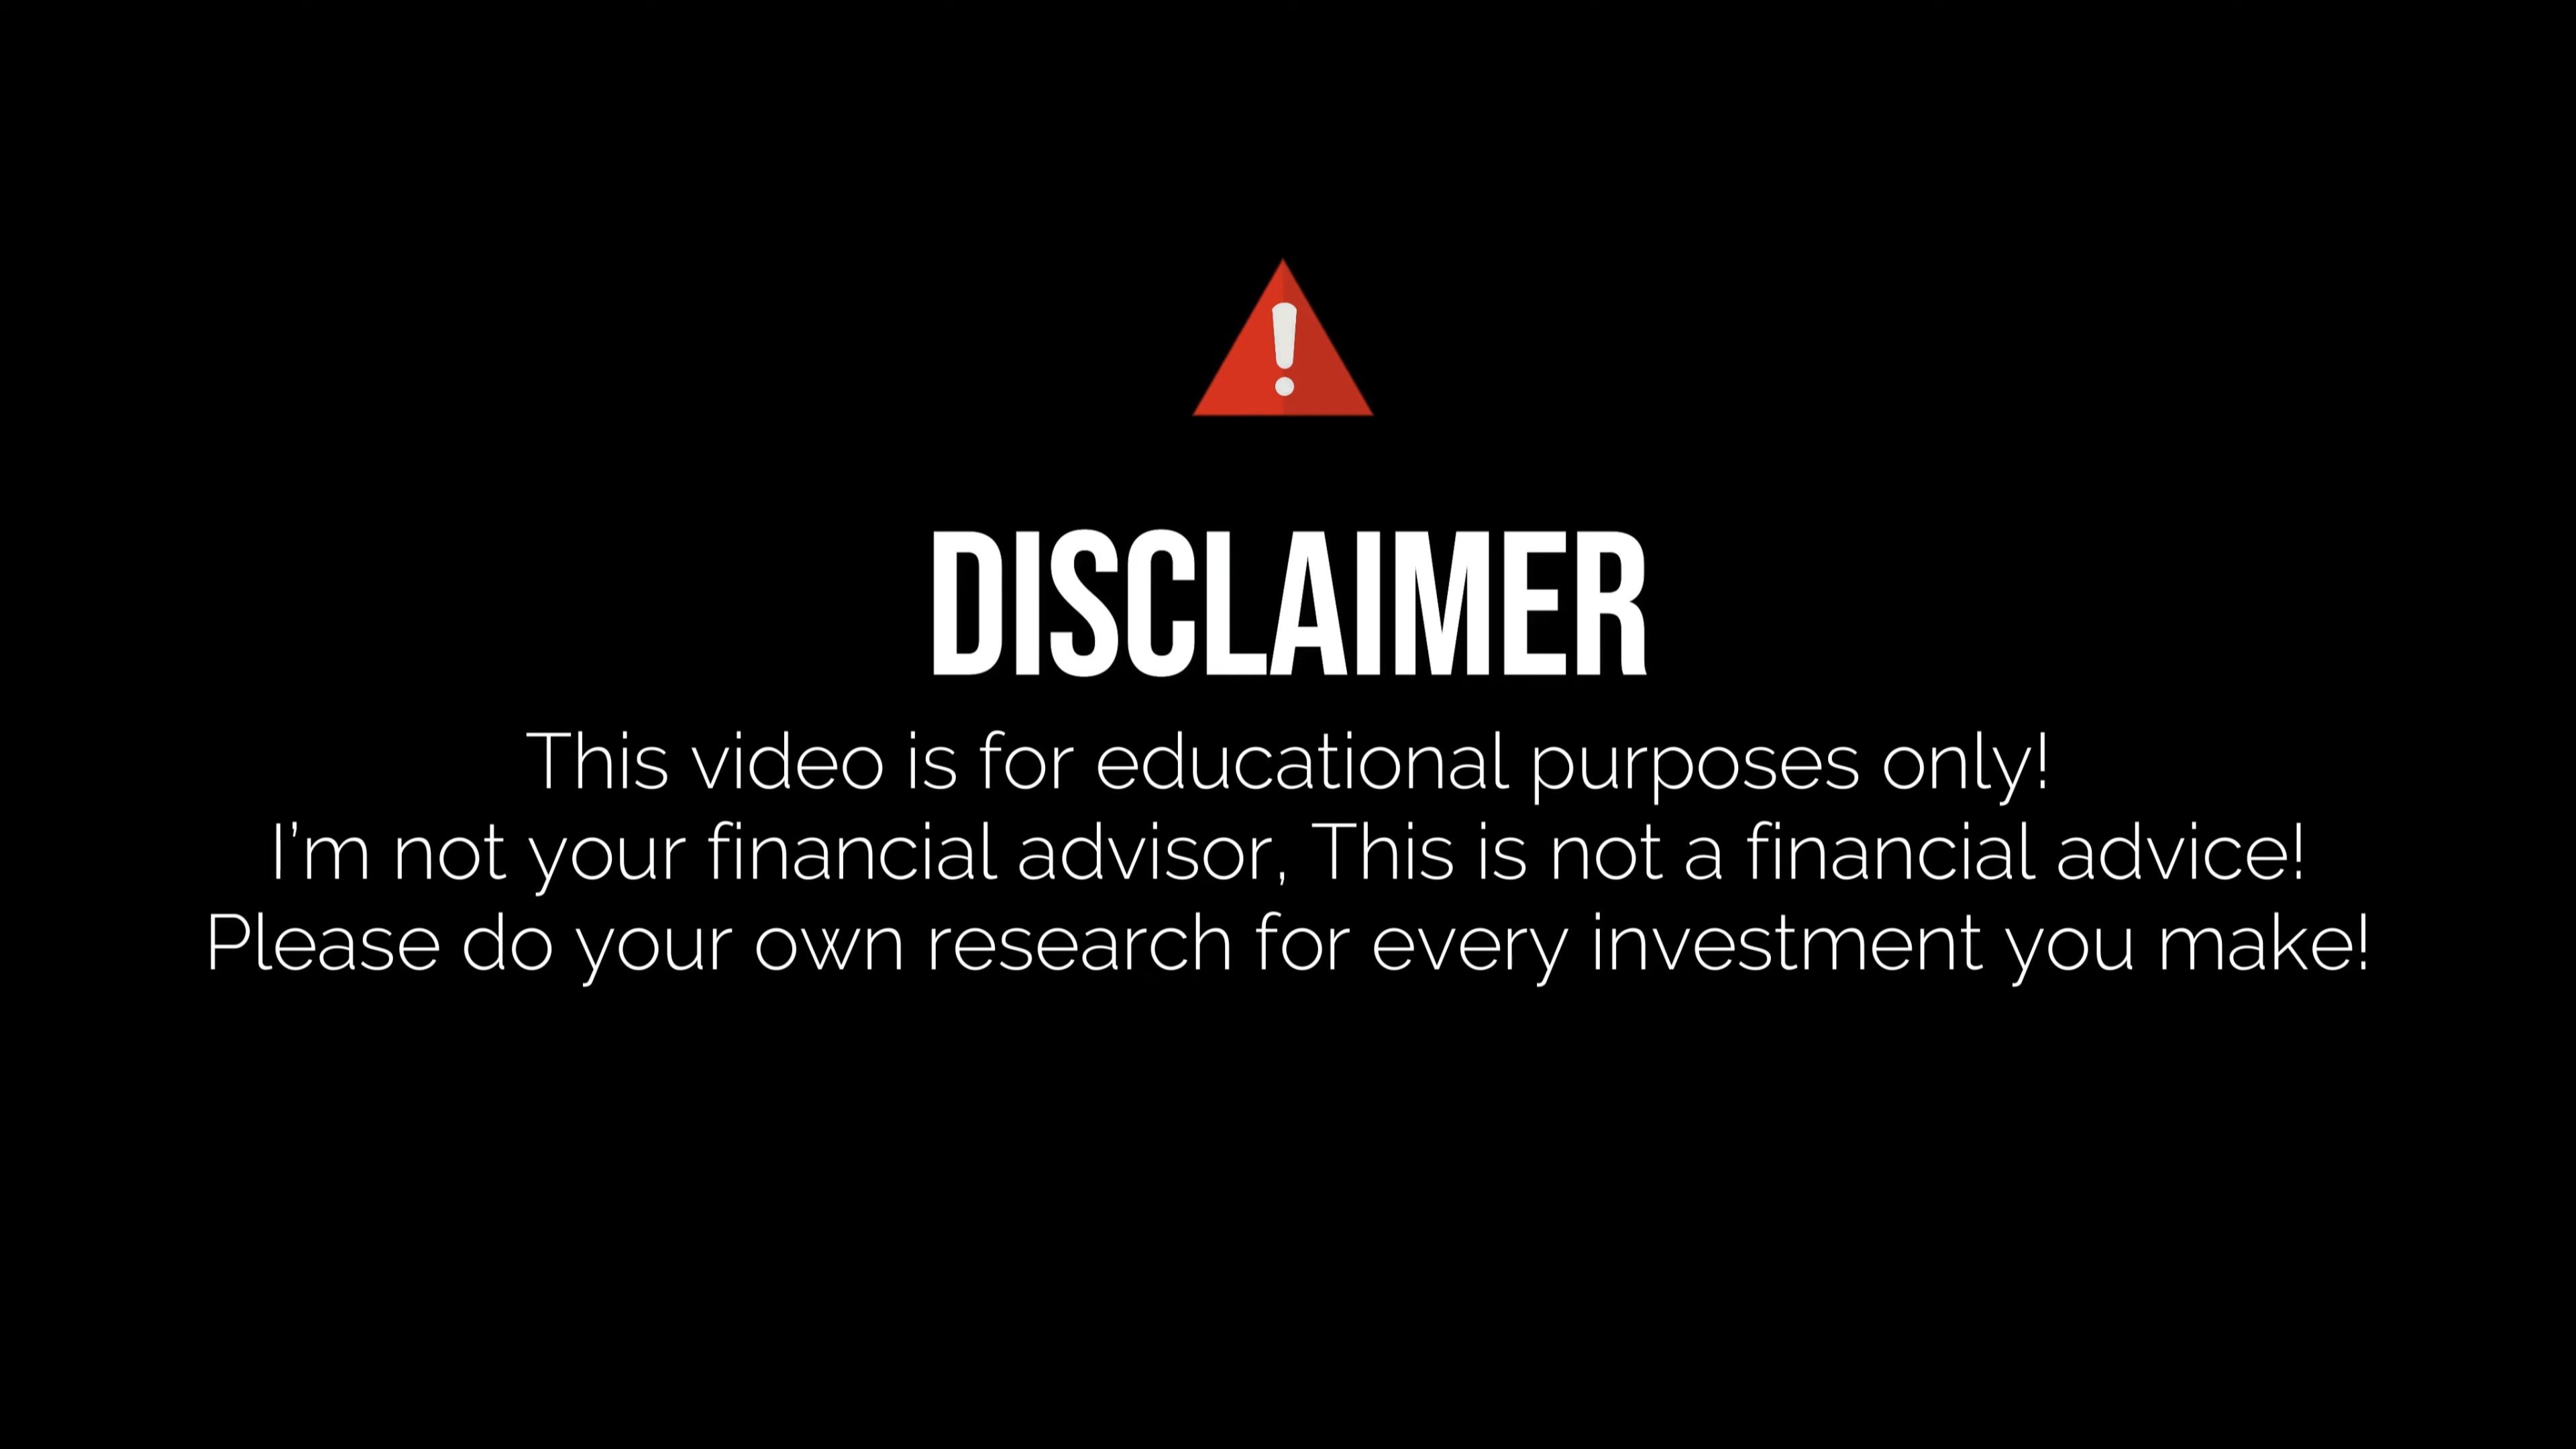 DISCLAIMER
This video is for educational purposes only!
I'm not your financial advisor, This is not a financial advice!
Please do your own research for every investment you make!